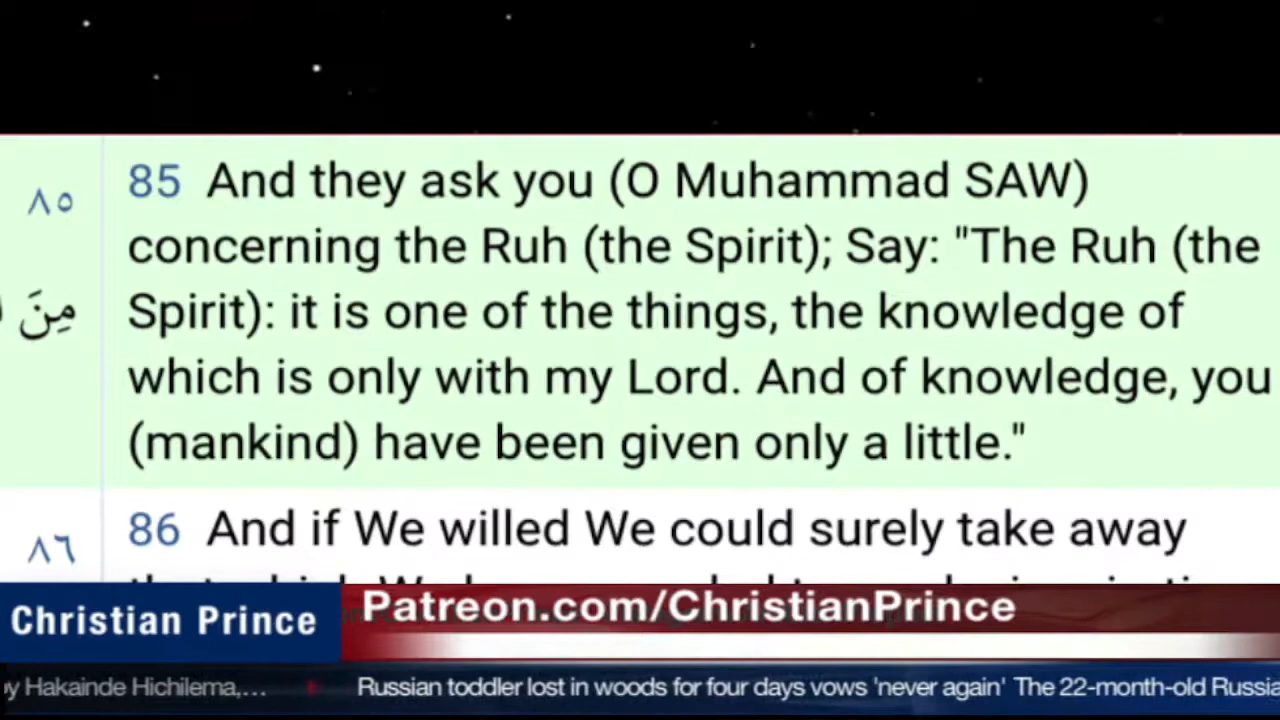 ٨٥
85 And they ask you (O Muhammad SAW)
concerning the Ruh (the Spirit); Say: "The Ruh (the
مِنَ
Spirit): it is one of the things, the knowledge of
which is only with my Lord. And of knowledge, you
(mankind) have been given only a little."
٨٦
86 And if We willed We could surely take away
Christian Prince
Patreon.com/ChristianPrince
y Hakainde Hichilema,... Russian toddler lost in woods for four days vows 'never again' The 22-month-old Russia